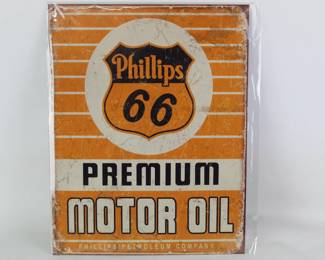 Phillips
66
PREMIUM
MOTOR OIL
PHILLIPS PETROLEUM COMPANY